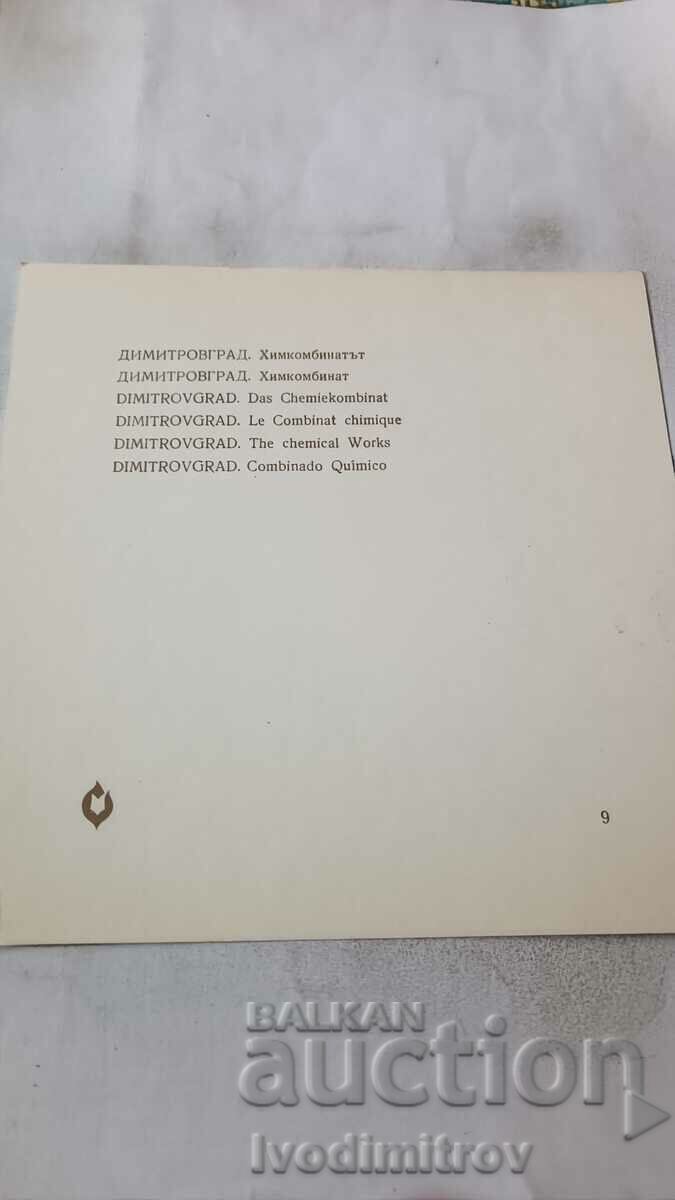 ДИМИТРОВГРАД. Химкомбинатът
ДИМИТРОВГРАД. Химкомбинат
DIMITROVGRAD. Das Chemiekombinat
DIMITROVGRAD. Le Combinat chimique
DIMITROVGRAD. The chemical Works
DIMITROVGRAD. Combinado Quîmico
9
BALKAN
auction
Ivodimitrov